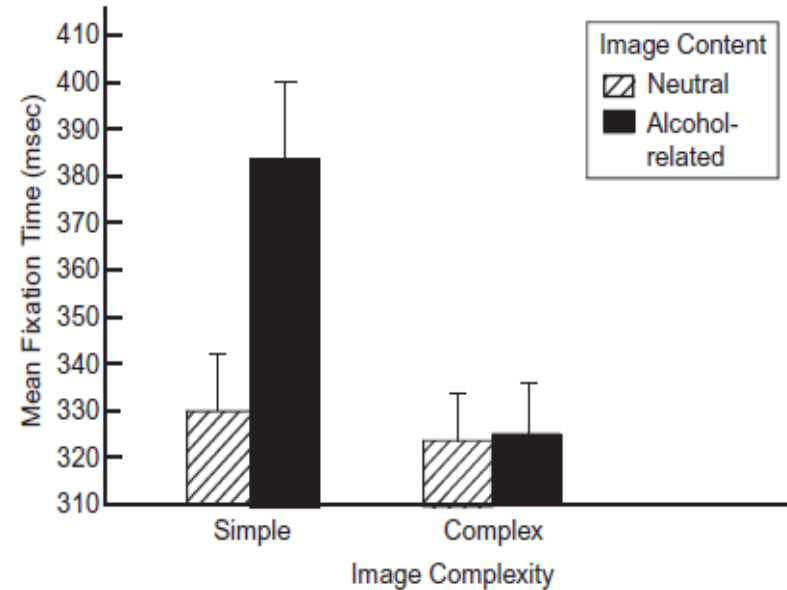 410
400
390
380
370
360
350
340
330
320
310
Mean Fixation Time (msec)
Image Content
Neutral
Alcohol-
related
Simple
Complex
Image Complexity